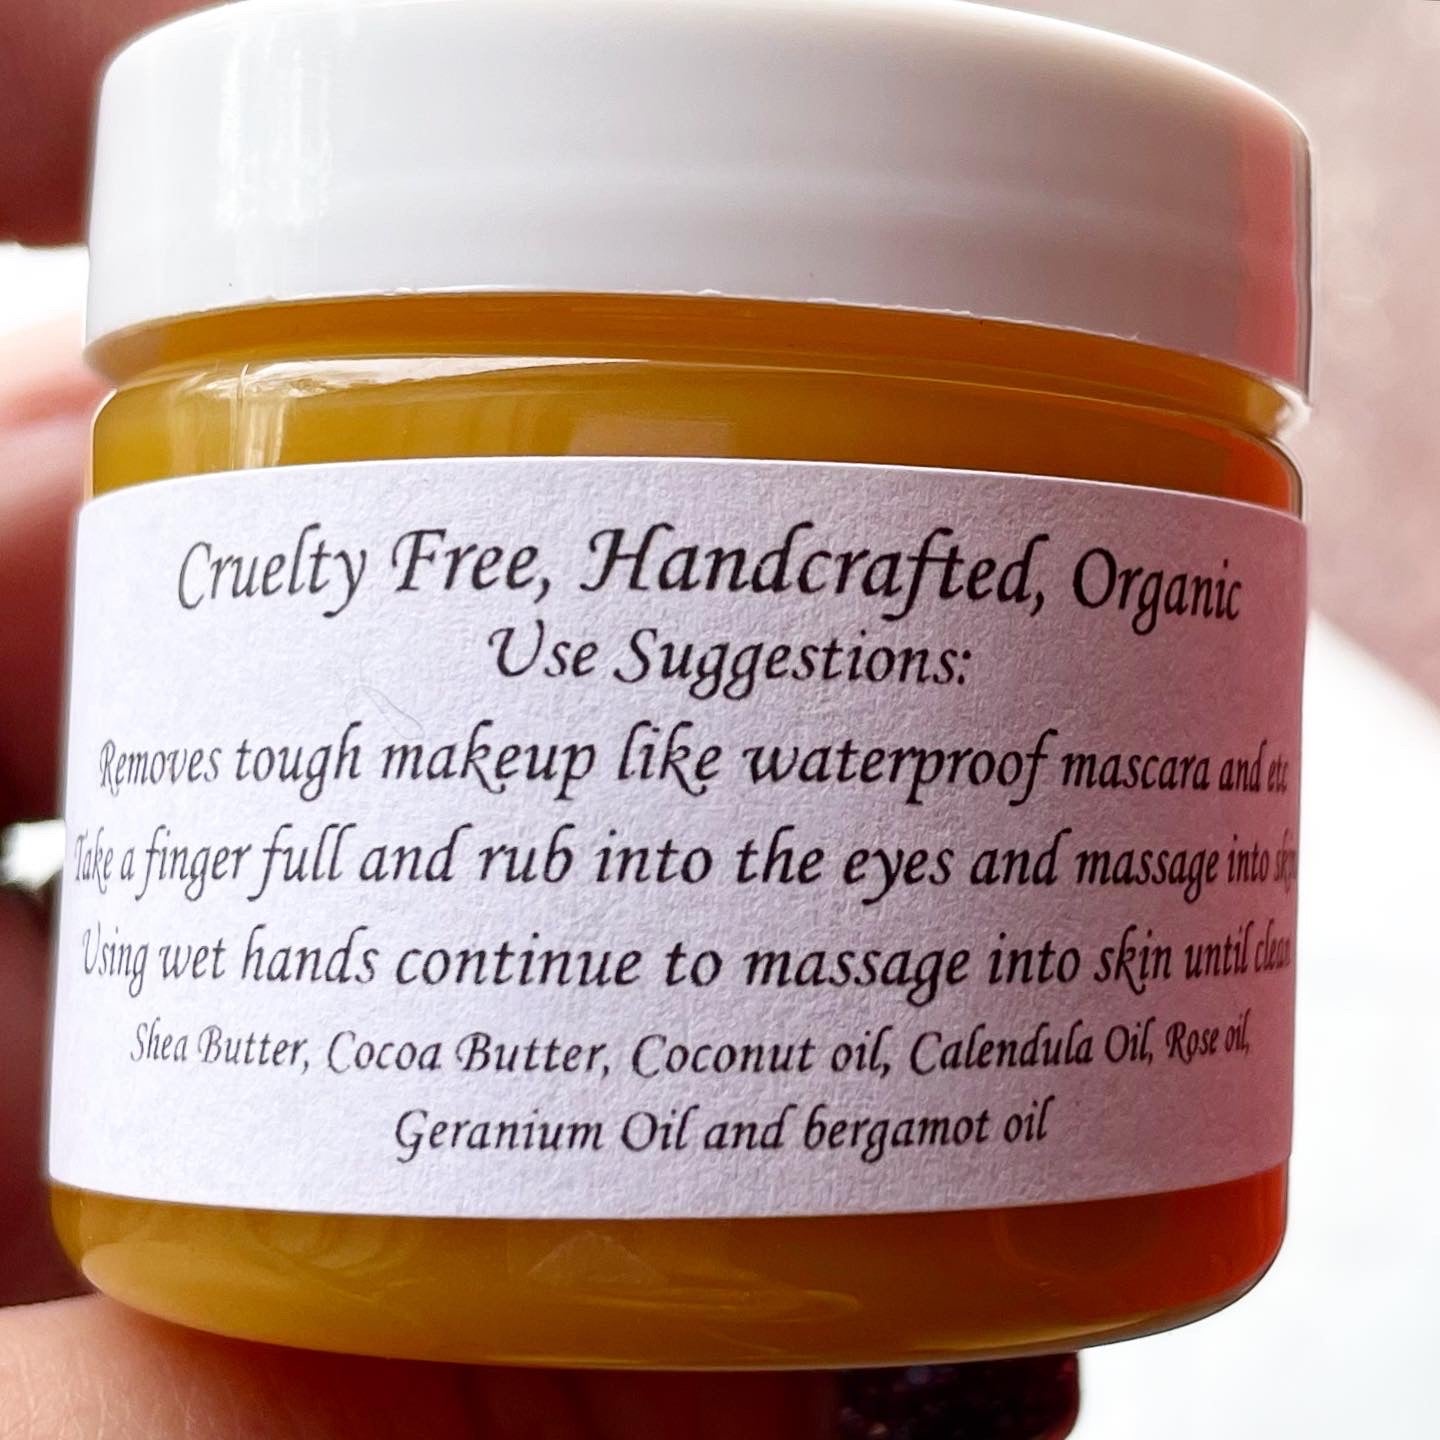 Cruelty Free, Handcrafted, Organic
Use Suggestions:
Removes tough makeup like waterproof mascara and etc
Take a finger full and rub into the eyes and massage into skin
Using wet hands continue to massage into skin until clean
Shea Butter, Cocoa Butter, Coconut oil, Calendula Oil, Rose oil,
Geranium Oil and bergamot oil